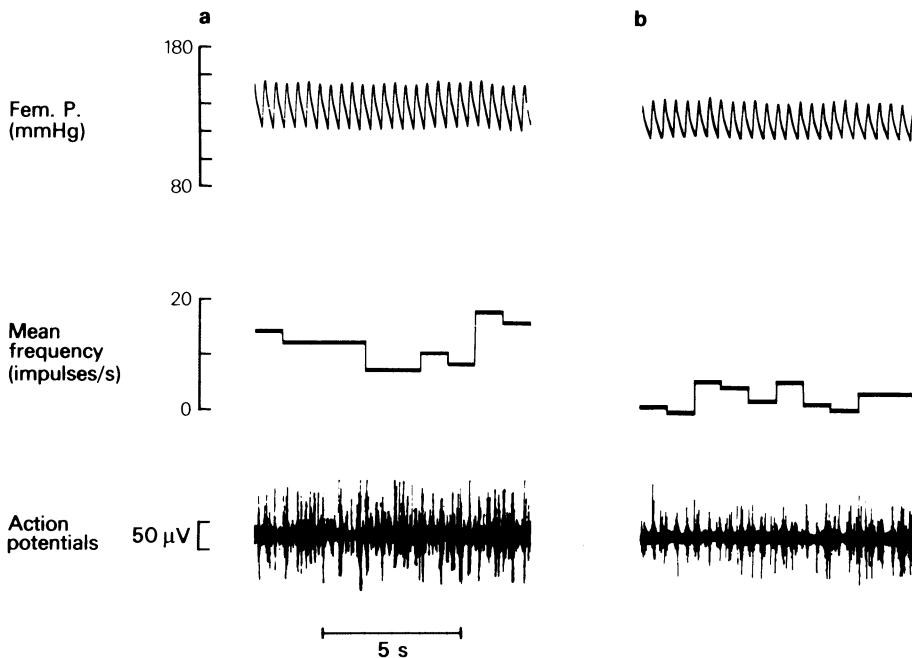 a
b
180
Fem. P.
(mmHg)
80
20
Mean
frequency
(impulses/s)
0
Action
potentials
50 μV
5 s